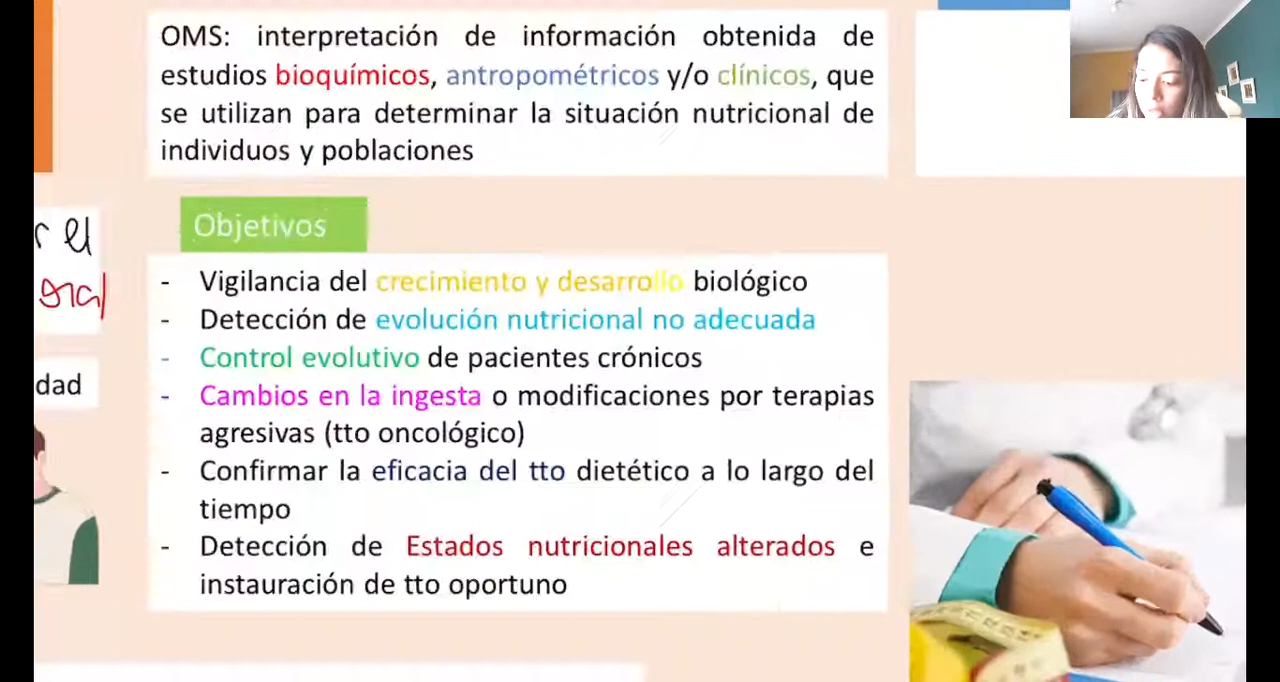 OMS: interpretación de información obtenida de
estudios bioquímicos, antropométricos y/o clínicos, que
se utilizan para determinar la situación nutricional de
individuos y poblaciones
r el
oral
dad
Objetivos
- Vigilancia del crecimiento y desarrollo biológico
- Detección de evolución nutricional no adecuada
- Control evolutivo de pacientes crónicos
- Cambios en la ingesta o modificaciones por terapias
agresivas (tto oncológico)
- Confirmar la eficacia del tto dietético a lo largo del
tiempo
- Detección de Estados nutricionales alterados e
instauración de tto oportuno